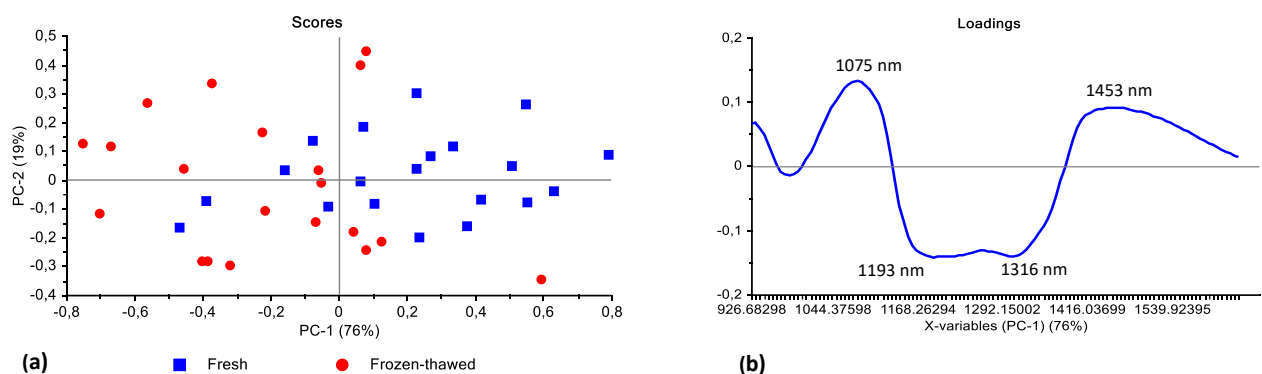 Scores
0,5
0,4
0,3
0,2
0,1
0
-0,1
-0,2
-0,3
-0,4
PC-2 (19%)
-0,8 -0,6 -0,4 -0,2 0 0,2 0,4 0,6 0,8
PC-1 (76%)
(a) Fresh Frozen-thawed
Loadings
0,2
0,1
0
-0,1
-0,2
1075 nm
1453 nm
1193 nm
1316 nm
926.68298 1044.37598 1168.26294 1292.15002 1416.03699 1539.92395
X-variables (PC-1) (76%)
(b)